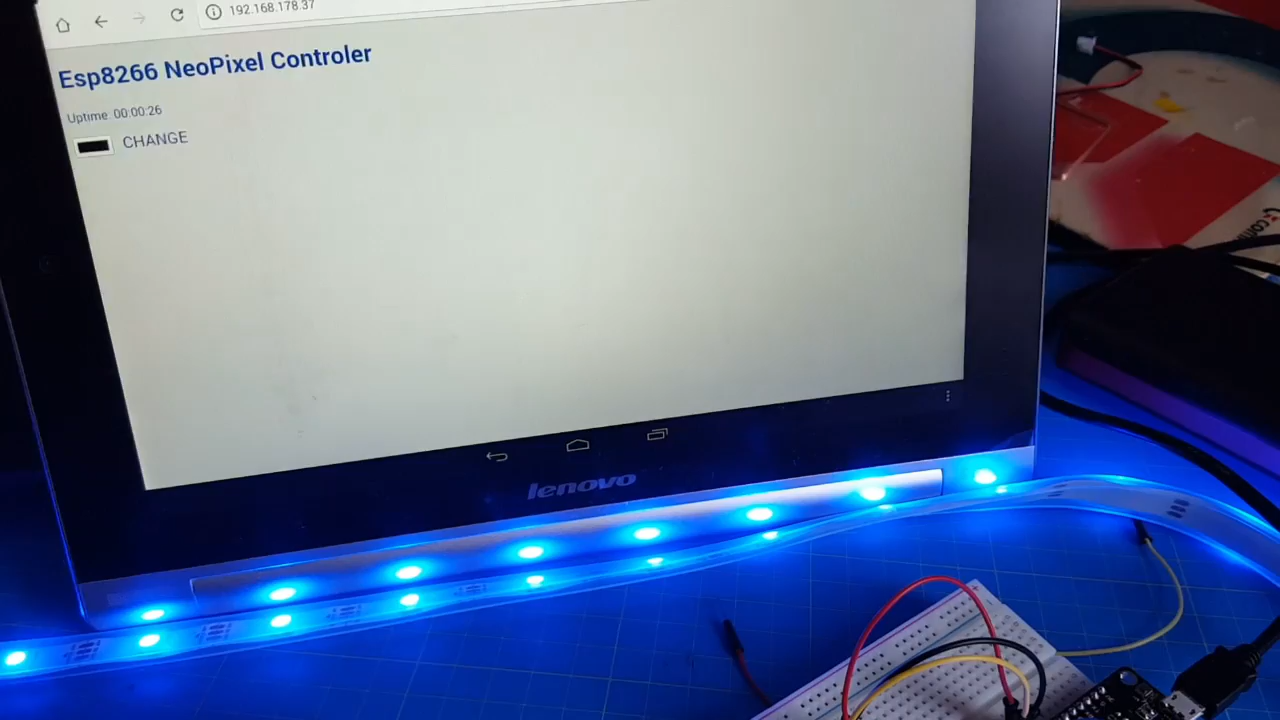 192.168.178.37
Esp8266 NeoPixel Controler
Uptime: 00:00:26
CHANGE
lenovo